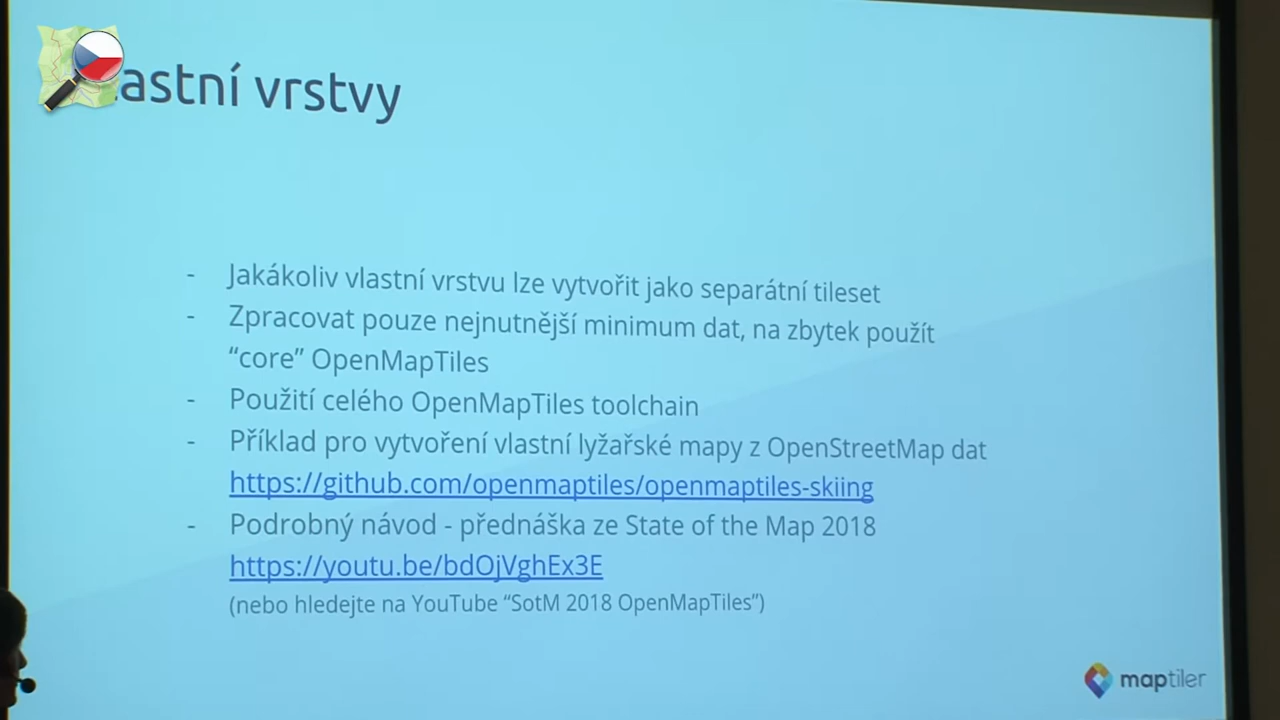 lastní vrstvy
- Jakákoliv vlastní vrstvu lze vytvořit jako separátní tileset
- Zpracovat pouze nejnutnější minimum dat, na zbytek použít
“core” OpenMapTiles
- Použití celého OpenMapTiles toolchain
- Příklad pro vytvoření vlastní lyžařské mapy z OpenStreetMap dat
https://github.com/openmaptiles/openmaptiles-skiing
- Podrobný návod - přednáška ze State of the Map 2018
https://youtu.be/bdOjVghEx3E
(nebo hledejte na YouTube “SotM 2018 OpenMapTiles”)
maptiler